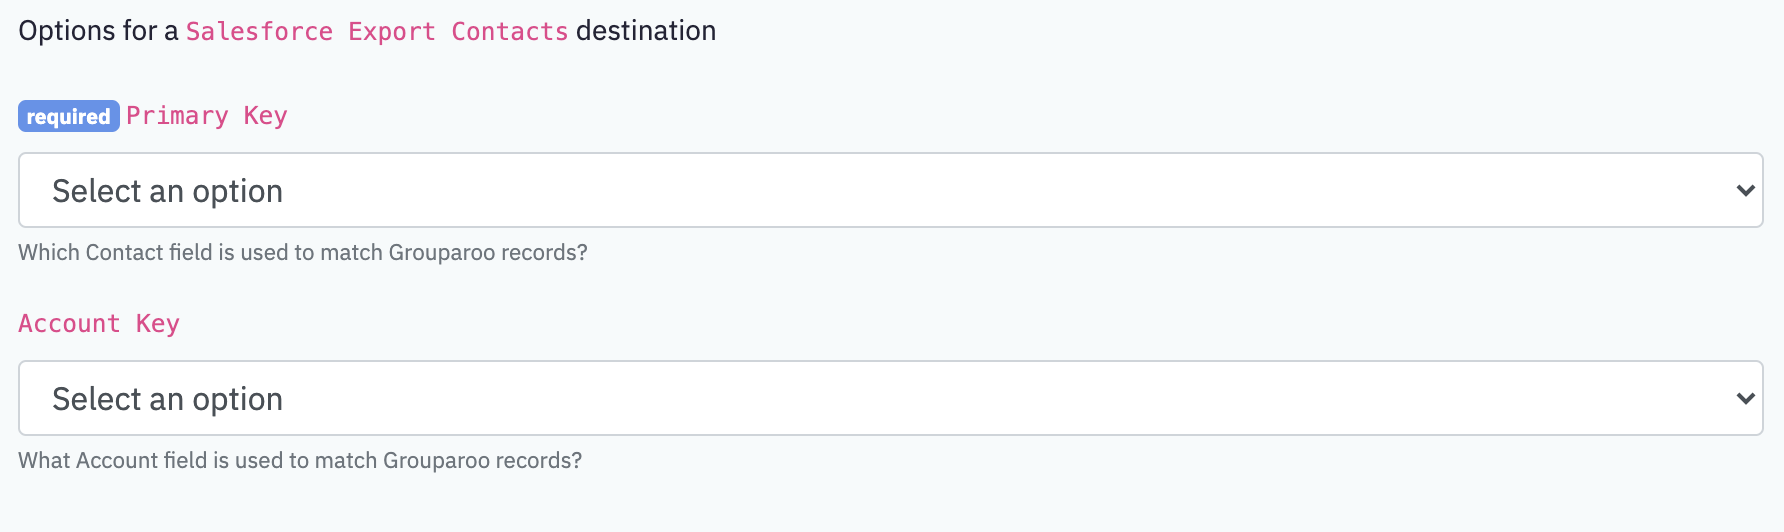 Options for a Salesforce Export Contacts destination
required Primary Key
Select an option
Which Contact field is used to match Grouparoo records?
Account Key
Select an option
What Account field is used to match Grouparoo records?